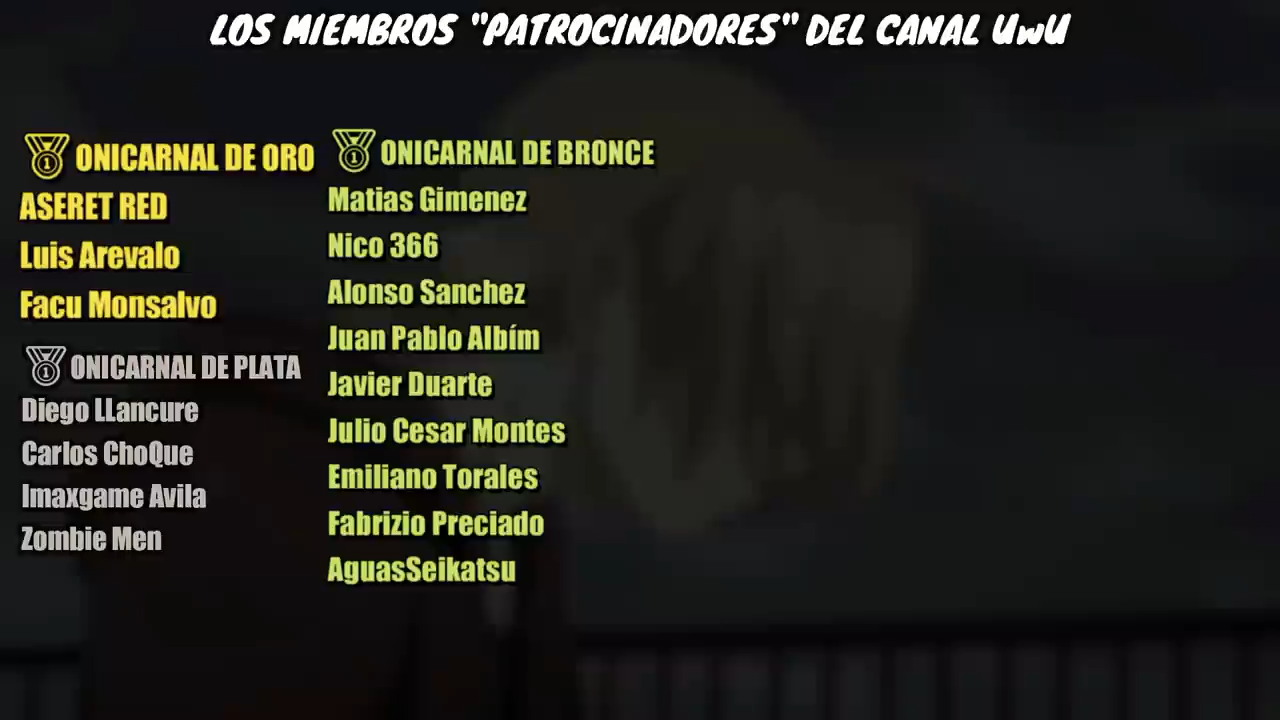 LOS MIEMBROS "PATROCINADORES" DEL CANAL UwU
ONICARNAL DE ORO
ASERET RED
Luis Arevalo
Facu Monsalvo
ONICARNAL DE PLATA
Diego LLancure
Carlos ChoQue
Imaxgame Avila
Zombie Men
ONICARNAL DE BRONCE
Matias Gimenez
Nico 366
Alonso Sanchez
Juan Pablo Albím
Javier Duarte
Julio Cesar Montes
Emiliano Torales
Fabrizio Preciado
AguasSeikatsu